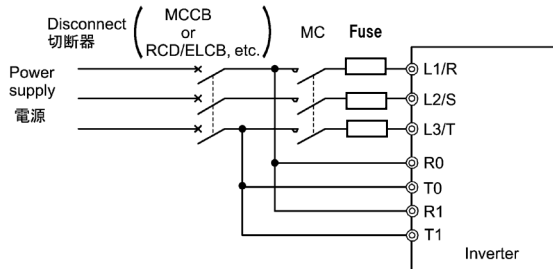 Disconnect
切断器
MCCB
or
RCD/ELCB, etc.
MC
Fuse
Power
supply
電源
L1/R
L2/S
L3/T
R0
T0
R1
T1
Inverter